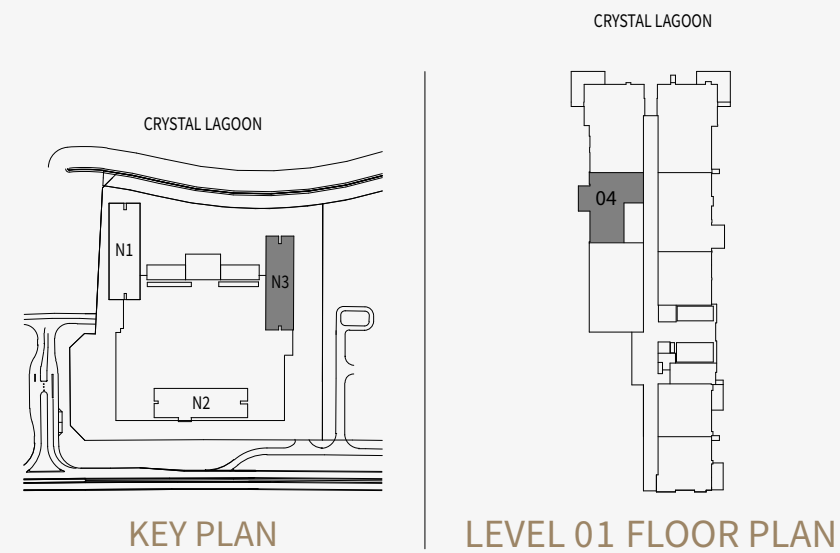 CRYSTAL LAGOON
N1
N3
N2
KEY PLAN
CRYSTAL LAGOON
04
LEVEL 01 FLOOR PLAN